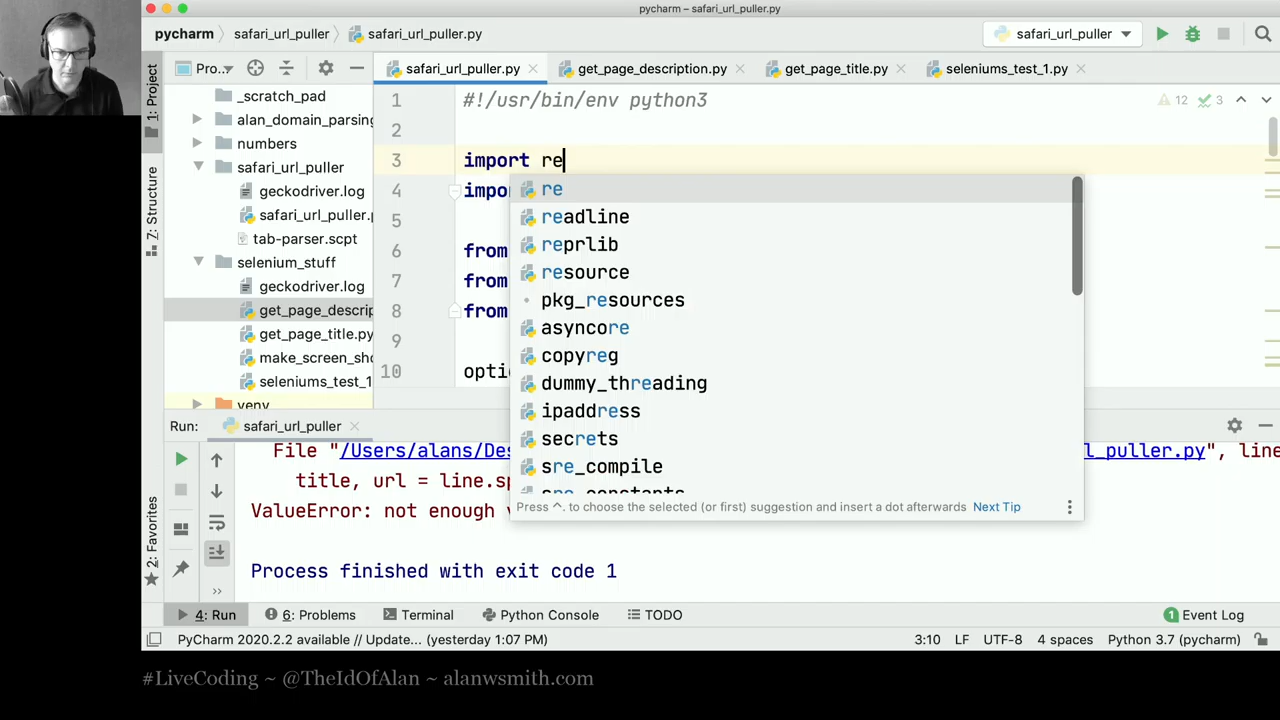 pycharm – safari_url_puller.py
pycharm safari_url_puller safari_url_puller.py safari_url_puller
1: Project
Pro... safari_url_puller.py get_page_description.py get_page_title.py seleniums_test_1.py
_scratch_pad
alan_domain_parsing
numbers
safari_url_puller
geckodriver.log
safari_url_puller.
tab-parser.scpt
selenium_stuff
geckodriver.log
get_page_descrip
get_page_title.py
make_screen_sho
seleniums_test_1
venv
Z: Structure
1 #!/usr/bin/env python3
12 3
2
3 import re
4 impo
5
6 from
7 from
8 from
9
10 optio
re
readline
reprlib
resource
pkg_resources
asyncore
copyreg
dummy_threading
ipaddress
secrets
sre_compile
sre_constants
Press ^. to choose the selected (or first) suggestion and insert a dot afterwards Next Tip
Run: safari_url_puller
2: Favorites
File "/Users/alans/Des l_puller.py", line
title, url = line.sp
ValueError: not enough v
Process finished with exit code 1
4: Run 6: Problems Terminal Python Console TODO 1 Event Log
PyCharm 2020.2.2 available // Update... (yesterday 1:07 PM) 3:10 LF UTF-8 4 spaces Python 3.7 (pycharm)
#LiveCoding ~ @TheIdOfAlan ~ alanwsmith.com